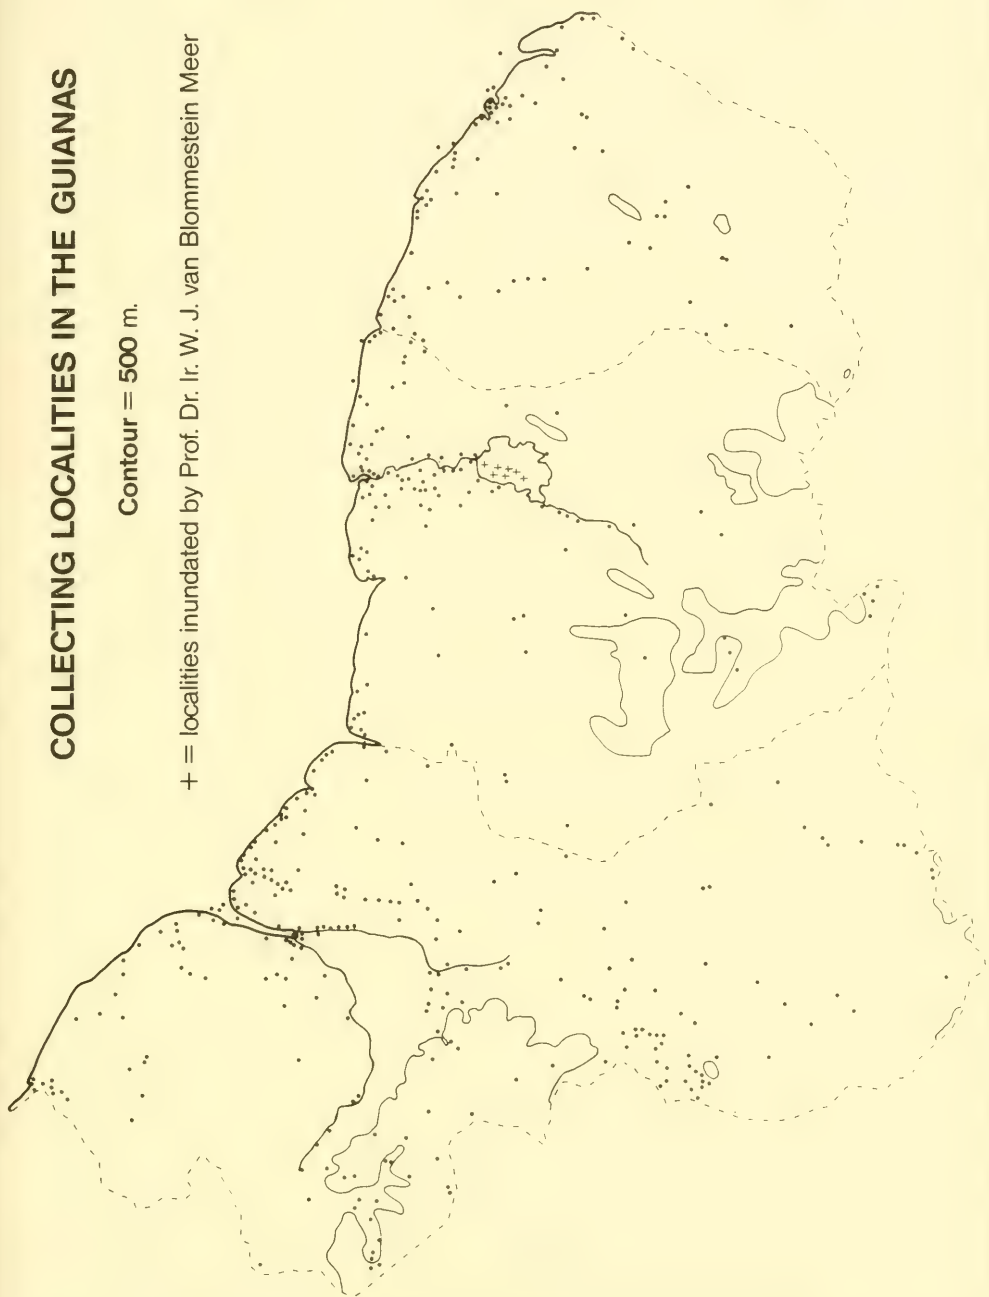 COLLECTING LOCALITIES IN THE GUIANAS
Contour = 500 m.
+ = localities inundated by Prof. Dr. Ir. W. J. van Blommestein Meer